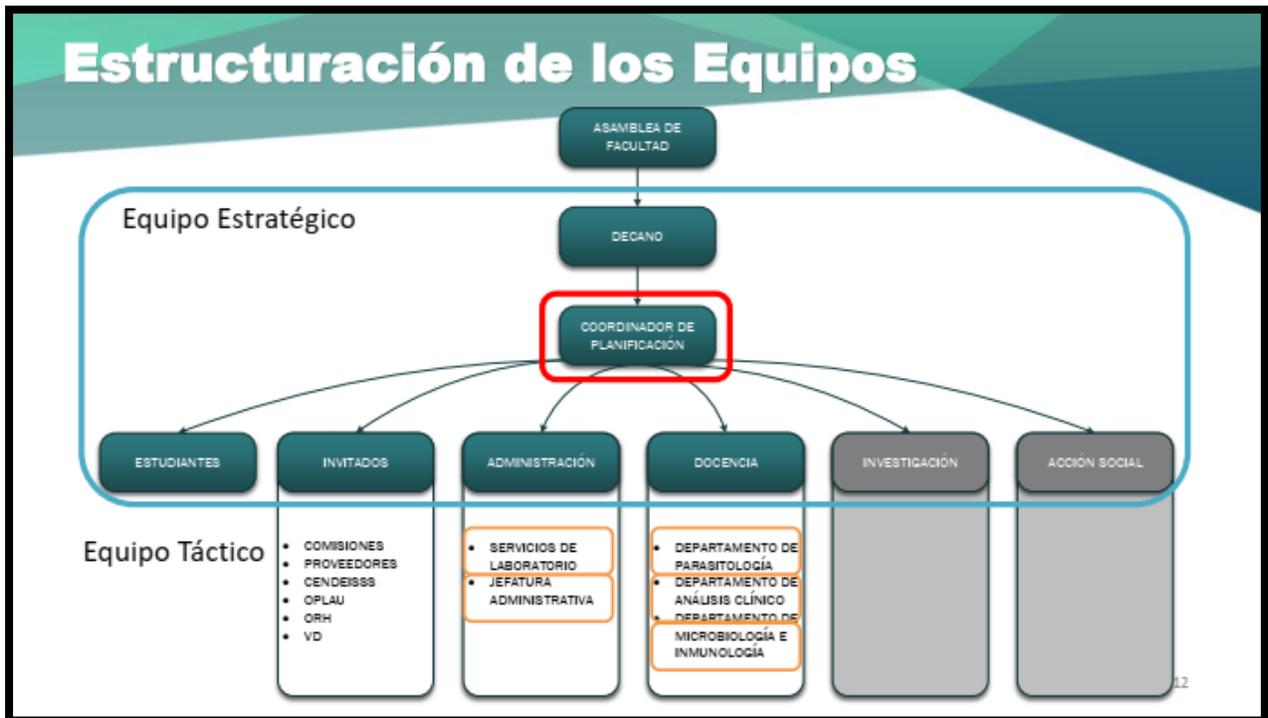 Estructuración de los Equipos
ASAMBLEA DE
FACULTAD
Equipo Estratégico
DECANO
COORDINADOR DE
PLANIFICACIÓN
ESTUDIANTES
INVITADOS
ADMINISTRACIÓN
DOCENCIA
INVESTIGACIÓN
ACCIÓN SOCIAL
Equipo Táctico
• COMISIONES
• PROVEEDORES
• CENDEISSS
• OPLAU
• ORH
• VD
• SERVICIOS DE
LABORATORIO
• JEFATURA
ADMINISTRATIVA
• DEPARTAMENTO DE
PARASITOLOGÍA
• DEPARTAMENTO DE
ANÁLISIS CLÍNICO
• DEPARTAMENTO DE
MICROBIOLOGÍA E
INMUNOLOGÍA
12